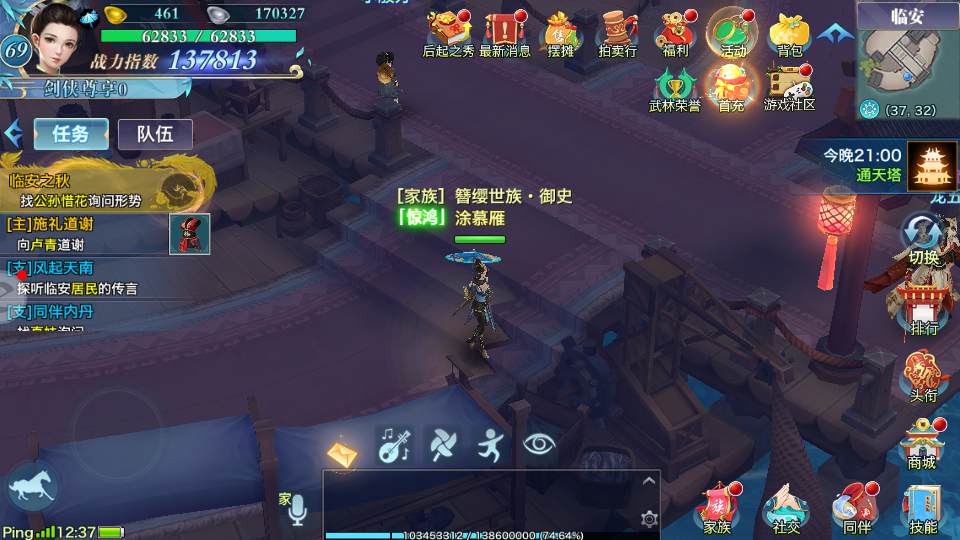 69
461
170327
62833 / 62833
战力指数 137813
剑侠尊享0
后起之秀
最新消息
摆摊
拍卖行
福利
活动
背包
武林荣誉
首充
游戏社区
临安
(37, 32)
今晚21:00
通天塔
任务
队伍
临安之秋
找公孙惜花询问形势
[主]施礼道谢
向卢青道谢
[支]风起天南
探听临安居民的传言
[支]同伴内丹
[家族] 簪缨世族·御史
「惊鸿」 涂慕雁
切换
排行
头衔
商城
家族
社交
同伴
技能
家
族
Ping
12:37
103453312 / 138600000 (74.64%)